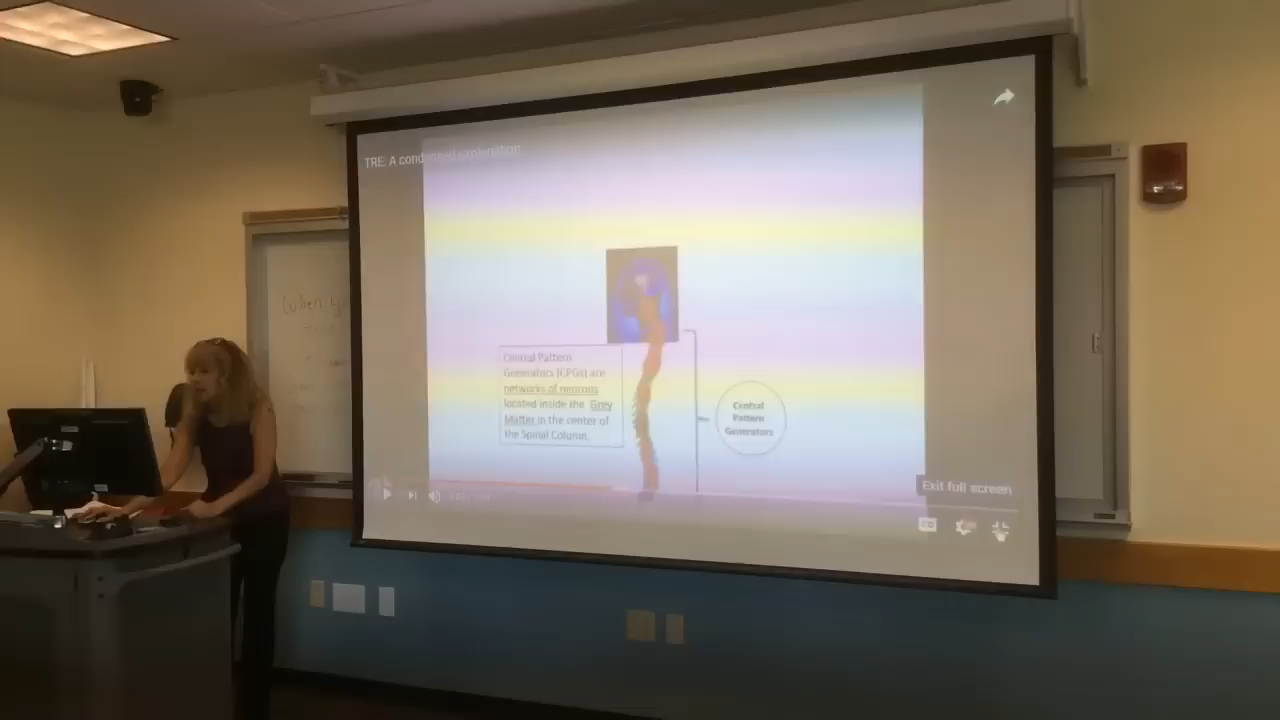 TRE: A condensed explanation
Central Pattern
Generators (CPGs) are
networks of neurons
located inside the Grey
Matter in the center of
the Spinal Column.
Central
Pattern
Generators
Exit full screen